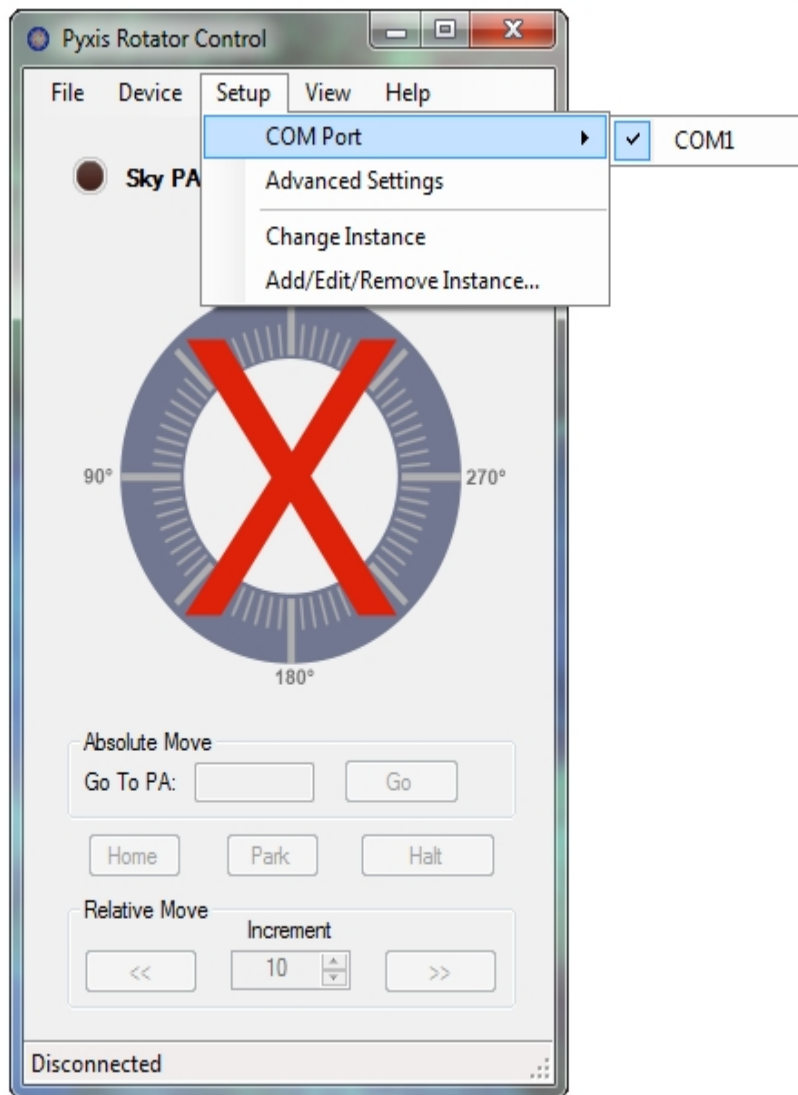 Pyxis Rotator Control
File Device Setup View Help
COM Port
COM1
Advanced Settings
Change Instance
Add/Edit/Remove Instance...
Sky PA
90°
270°
180°
Absolute Move
Go To PA:
Go
Home
Park
Halt
Relative Move
Increment
<<
10
>>
Disconnected